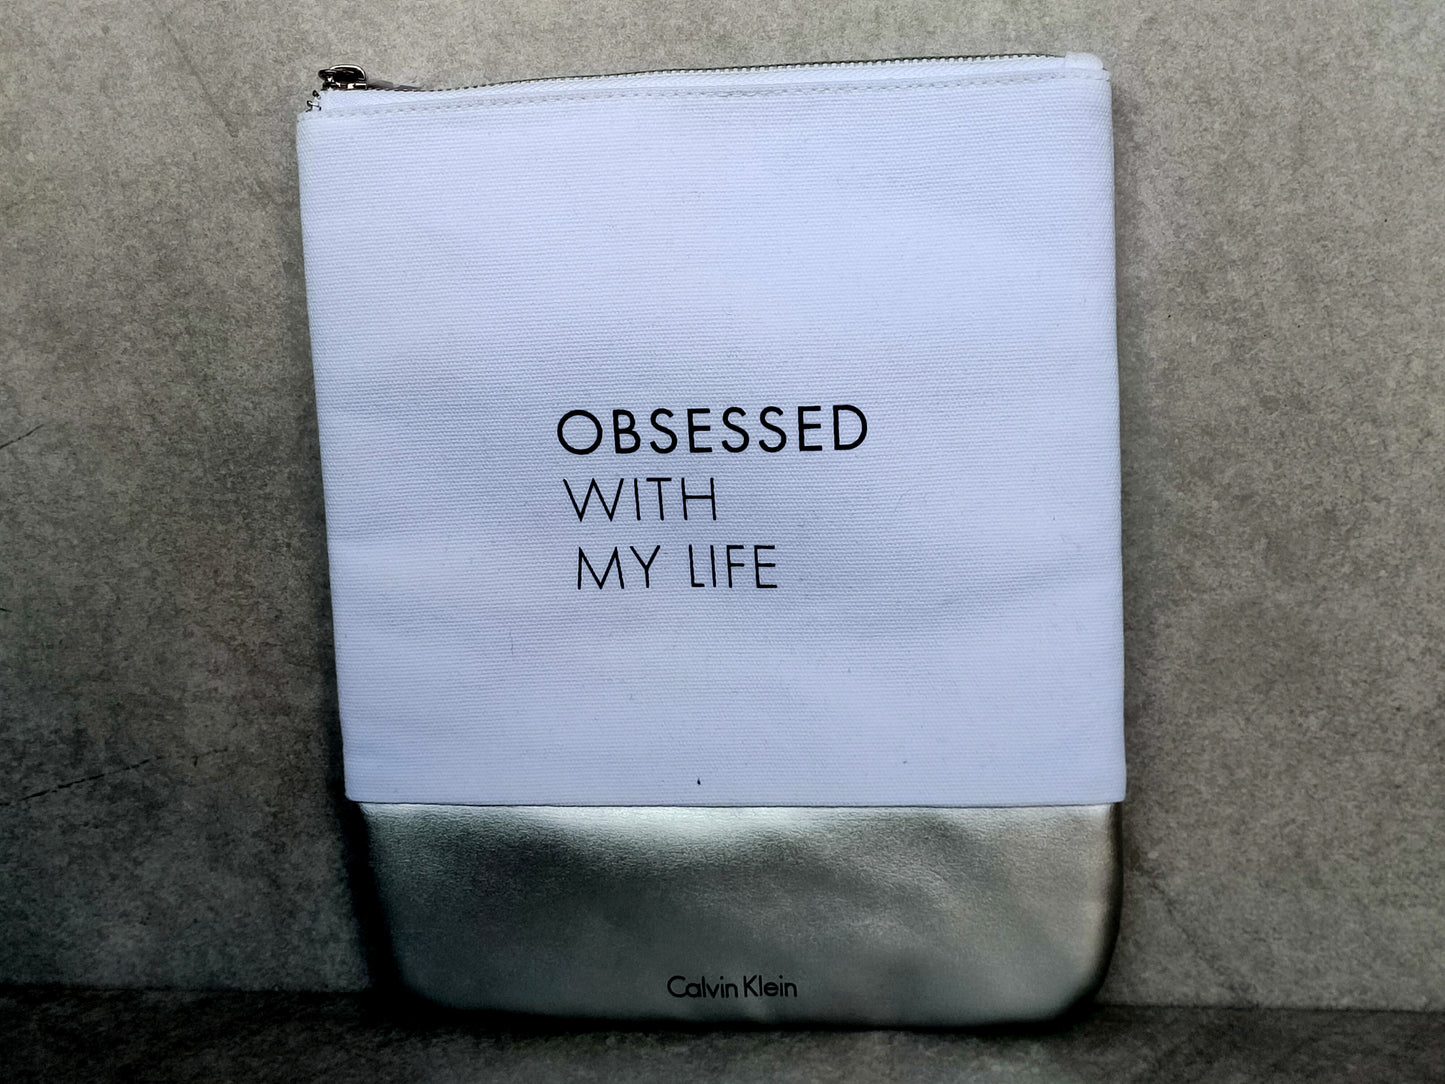 OBSESSED
WITH
MY LIFE
Calvin Klein